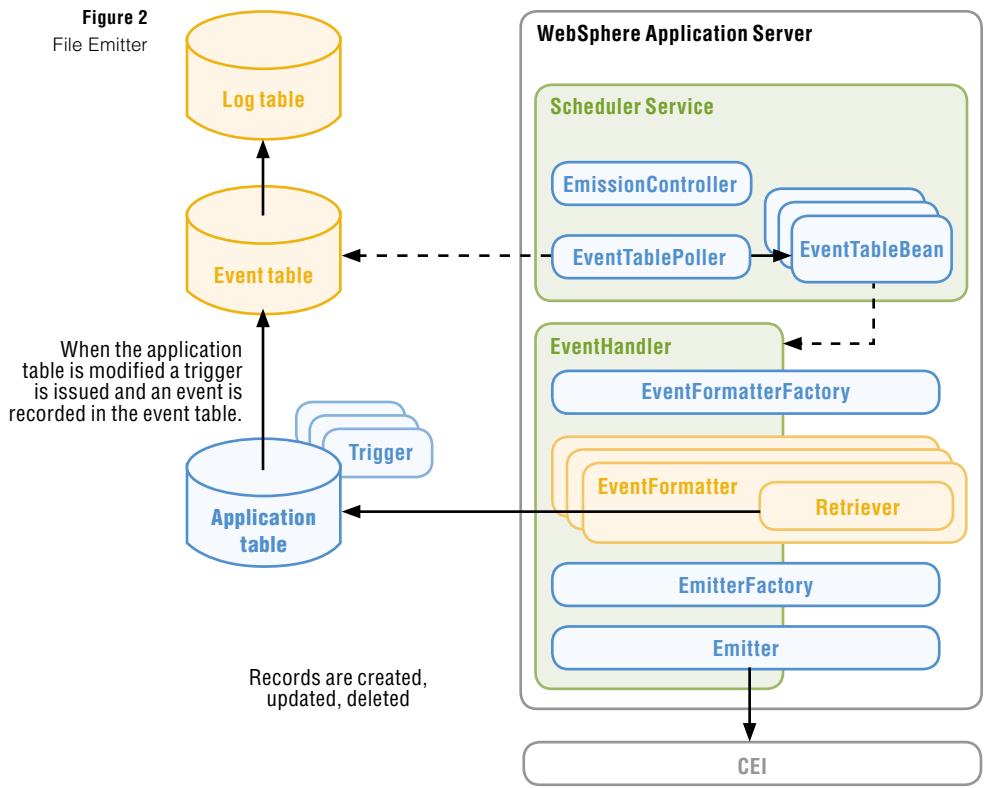 Figure 2
File Emitter
Log table
Event table
When the application
table is modified a trigger
is issued and an event is
recorded in the event table.
Trigger
Application
table
Records are created,
updated, deleted
WebSphere Application Server
Scheduler Service
EmissionController
EventTablePoller
EventTableBean
EventHandler
EventFormatterFactory
EventFormatter
Retriever
EmitterFactory
Emitter
CEI